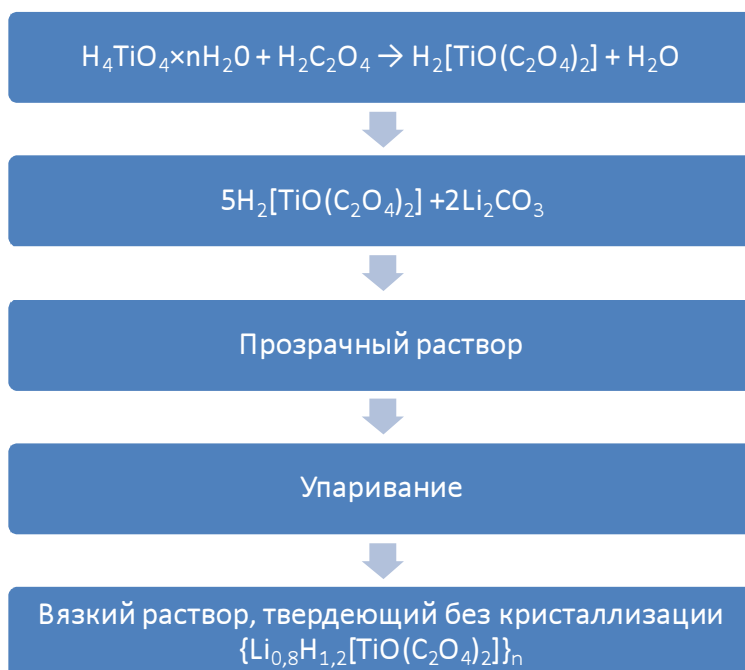 H₄TiO₄×nH₂0 + H₂C₂O₄ → H₂[TiO(C₂O₄)₂] + H₂O
5H₂[TiO(C₂O₄)₂] +2Li₂CO₃
Прозрачный раствор
Упаривание
Вязкий раствор, твердеющий без кристаллизации
{Li₀,₈H₁,₂[TiO(C₂O₄)₂]}ₙ